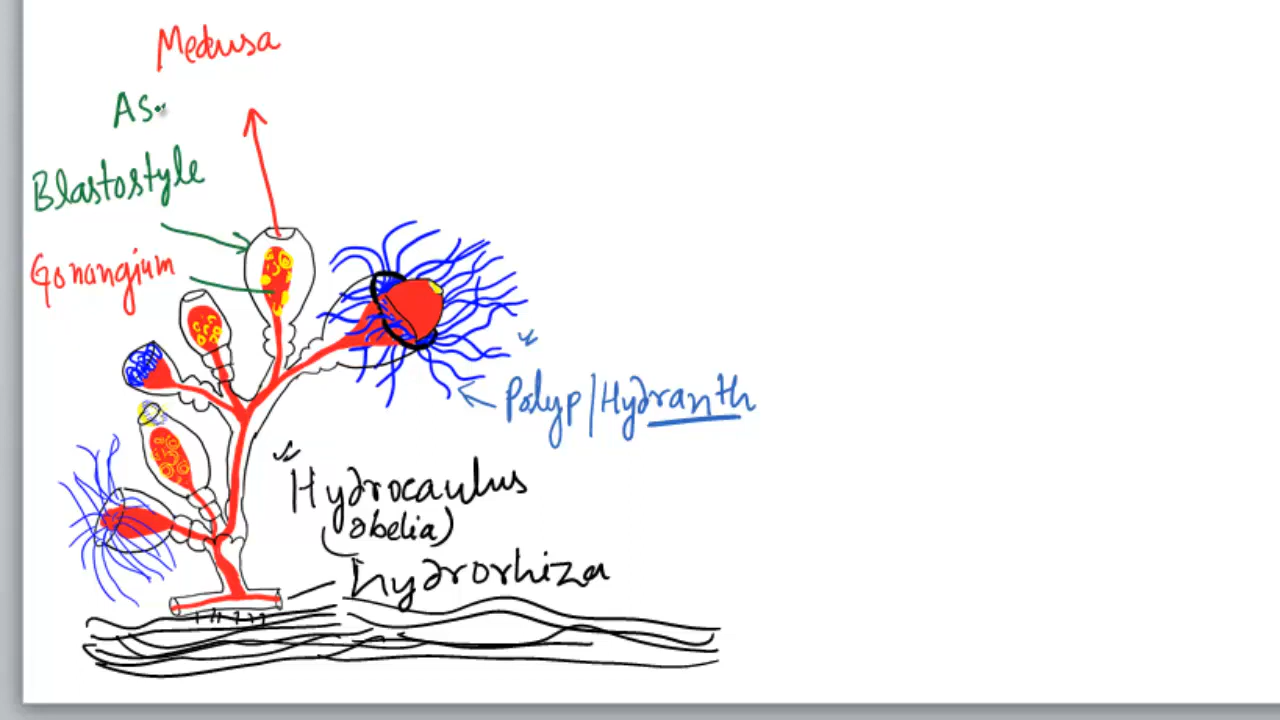 Medusa
As
Blastostyle
Gonangium
Polyp/Hydranth
Hydrocaulus
(obelia)
hydrorhiza